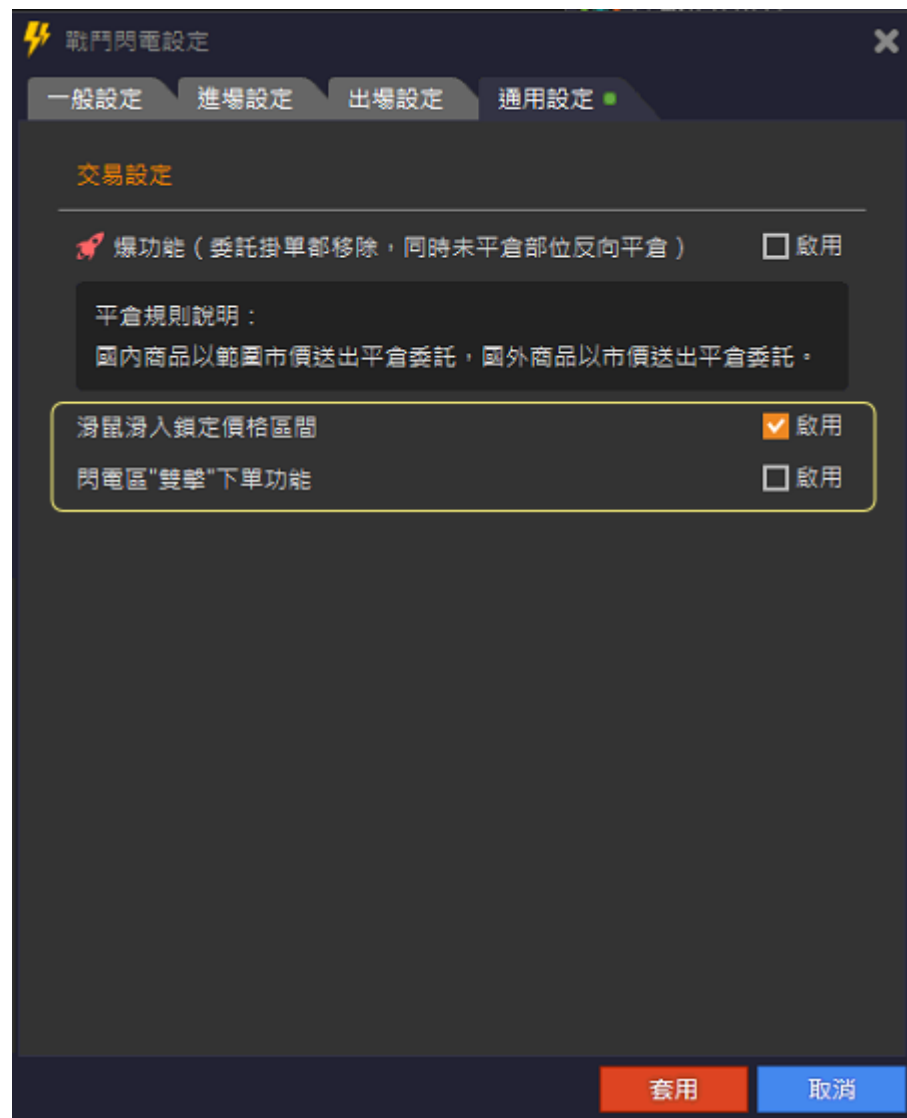 戰鬥閃電設定
一般設定 進場設定 出場設定 通用設定
交易設定
爆功能(委託掛單都移除,同時未平倉部位反向平倉) 啟用
平倉規則說明:
國內商品以範圍市價送出平倉委託,國外商品以市價送出平倉委託。
滑鼠滑入鎖定價格區間 啟用
閃電區"雙擊"下單功能 啟用
套用 取消